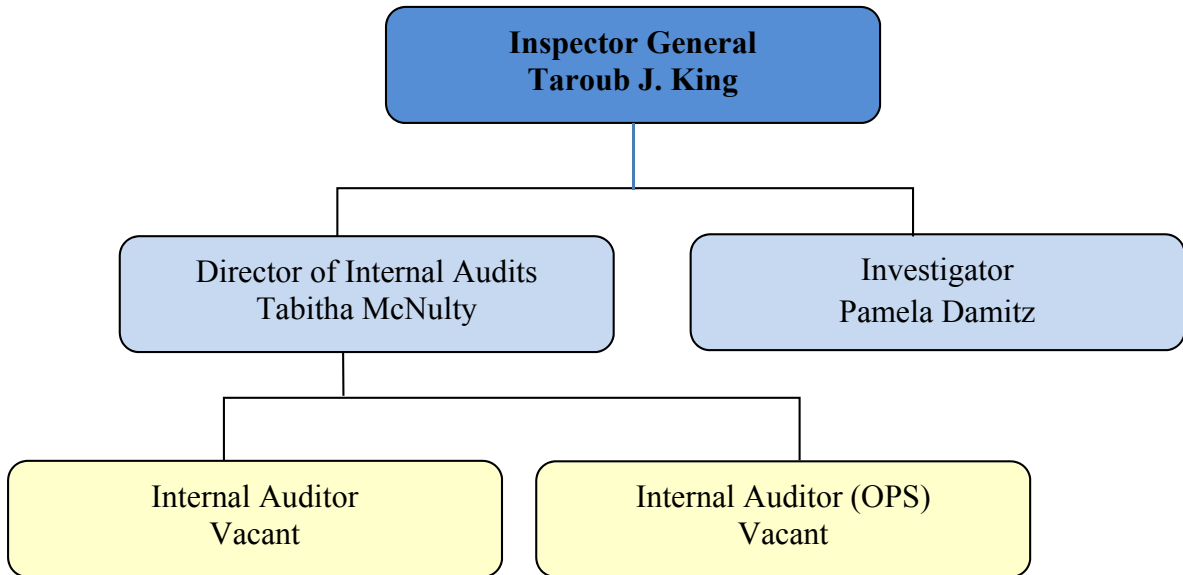 Inspector General
Taroub J. King
Director of Internal Audits
Tabitha McNulty
Investigator
Pamela Damitz
Internal Auditor
Vacant
Internal Auditor (OPS)
Vacant